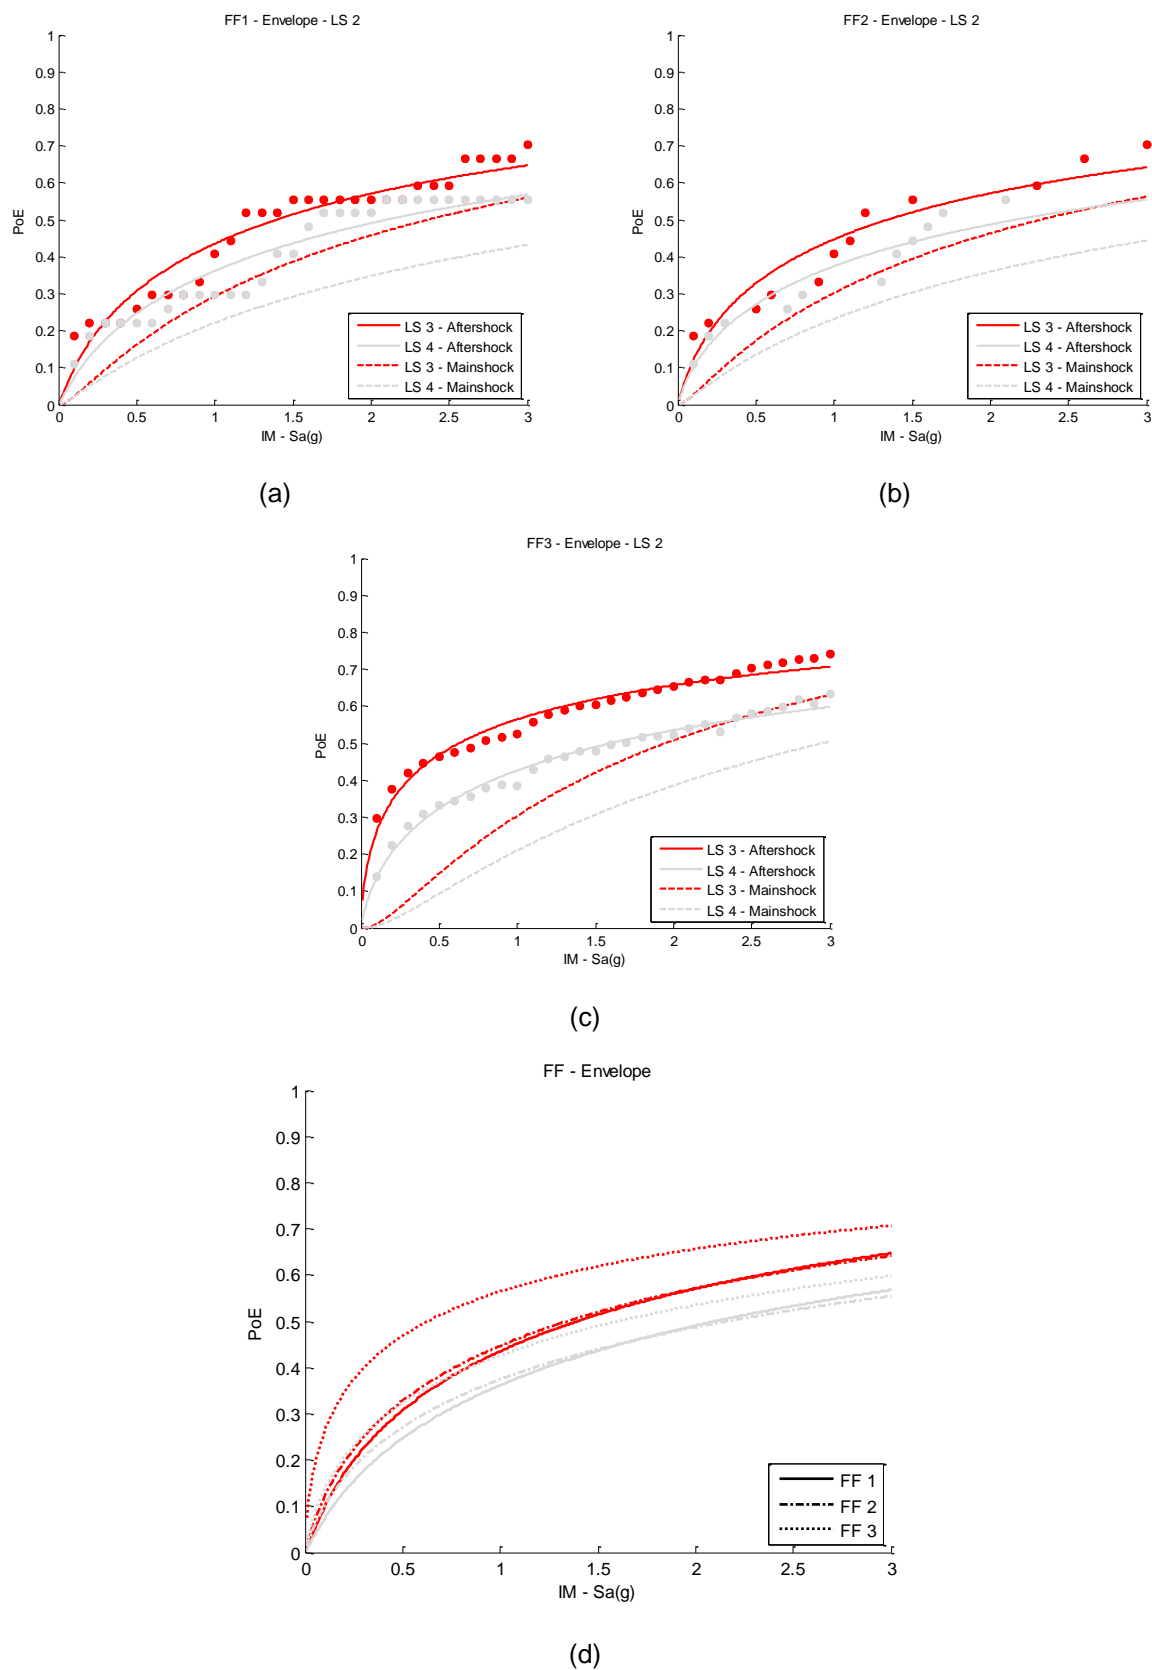 FF1 - Envelope - LS 2
1
0.9
0.8
0.7
0.6
0.5
0.4
0.3
0.2
0.1
0
PoE
0 0.5 1 1.5 2 2.5 3
IM - Sa(g)
LS 3 - Aftershock
LS 4 - Aftershock
LS 3 - Mainshock
LS 4 - Mainshock
(a)
FF2 - Envelope - LS 2
1
0.9
0.8
0.7
0.6
0.5
0.4
0.3
0.2
0.1
0
PoE
0 0.5 1 1.5 2 2.5 3
IM - Sa(g)
LS 3 - Aftershock
LS 4 - Aftershock
LS 3 - Mainshock
LS 4 - Mainshock
(b)
FF3 - Envelope - LS 2
1
0.9
0.8
0.7
0.6
0.5
0.4
0.3
0.2
0.1
0
PoE
0 0.5 1 1.5 2 2.5 3
IM - Sa(g)
LS 3 - Aftershock
LS 4 - Aftershock
LS 3 - Mainshock
LS 4 - Mainshock
(c)
FF - Envelope
1
0.9
0.8
0.7
0.6
0.5
0.4
0.3
0.2
0.1
0
PoE
0 0.5 1 1.5 2 2.5 3
IM - Sa(g)
FF 1
FF 2
FF 3
(d)